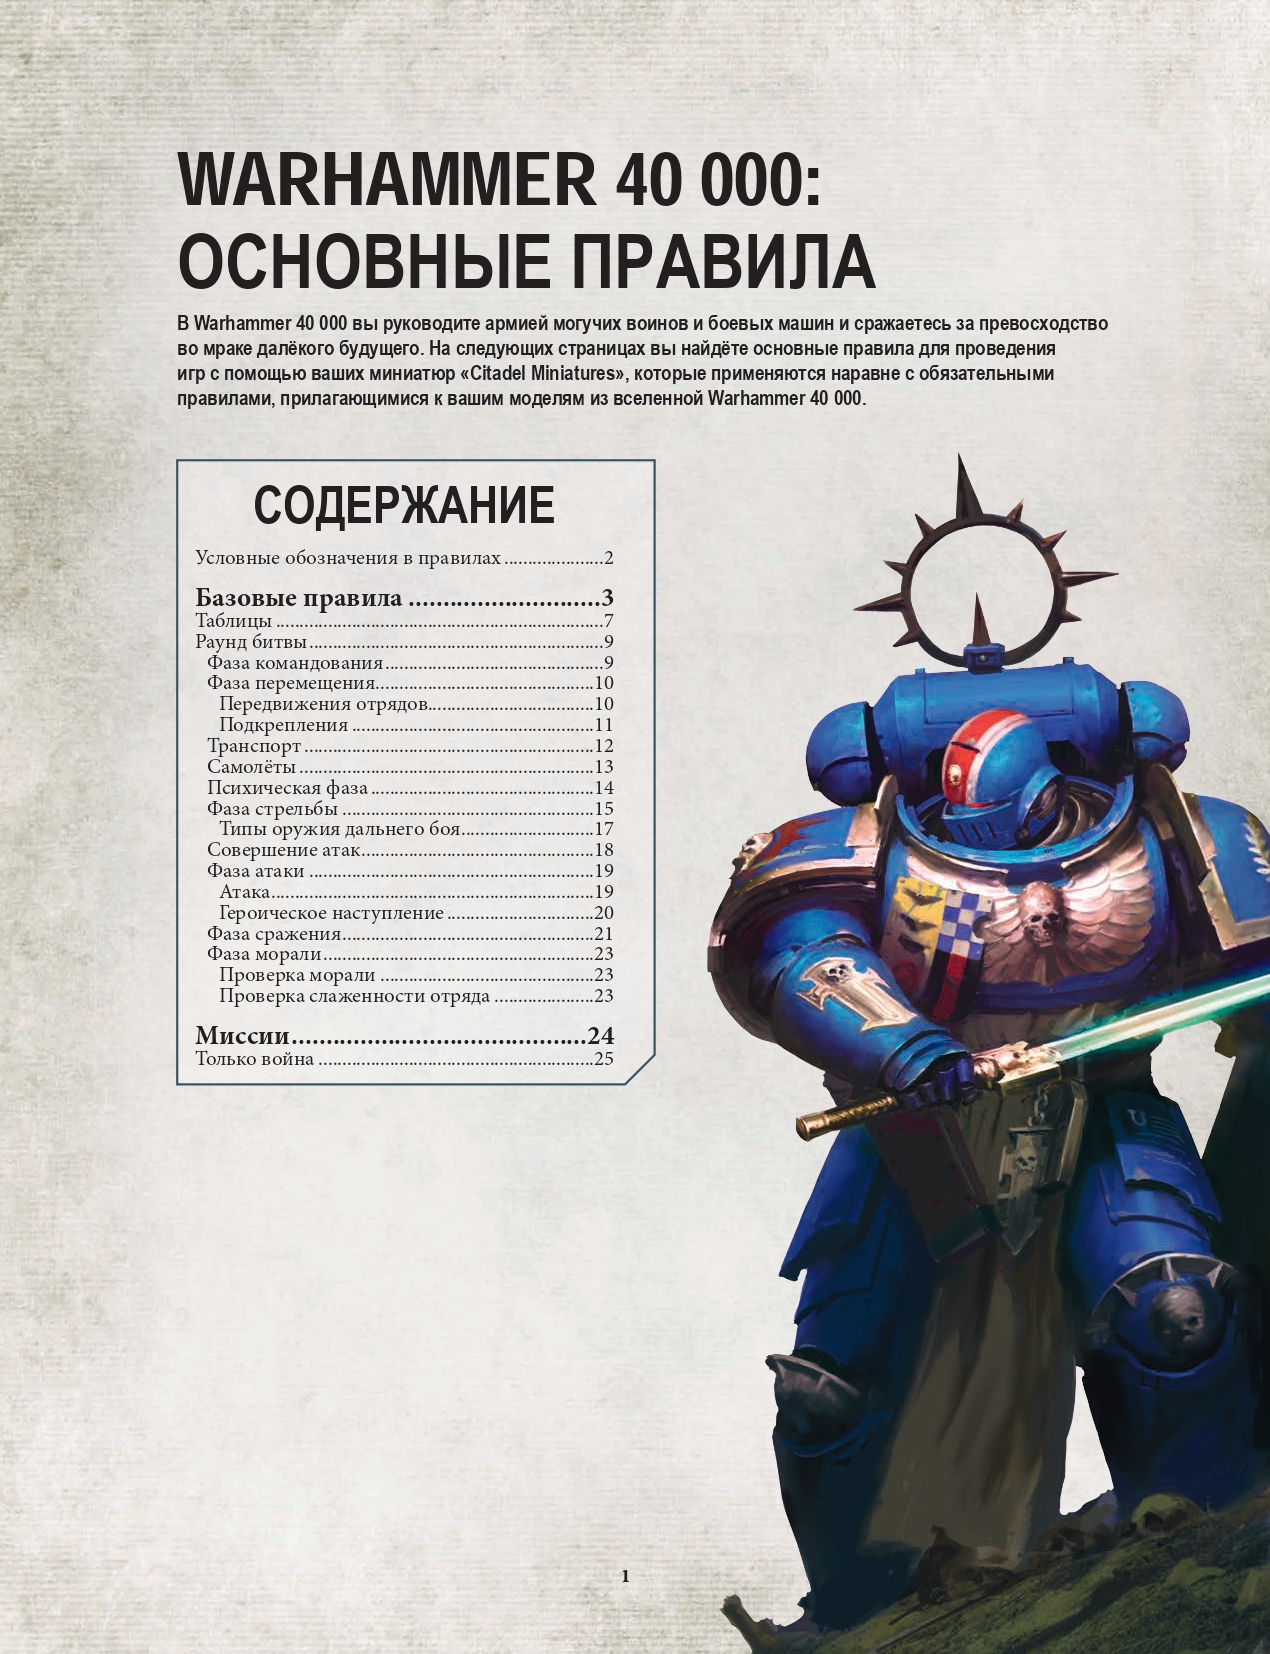 WARHAMMER 40 000:
ОСНОВНЫЕ ПРАВИЛА
В Warhammer 40 000 вы руководите армией могучих воинов и боевых машин и сражаетесь за превосходство
во мраке далёкого будущего. На следующих страницах вы найдёте основные правила для проведения
игр с помощью ваших миниатюр «Citadel Miniatures», которые применяются наравне с обязательными
правилами, прилагающимися к вашим моделям из вселенной Warhammer 40 000.
СОДЕРЖАНИЕ
Условные обозначения в правилах.....................2
Базовые правила ............................3
Таблицы .....................................................................7
Раунд битвы..............................................................9
Фаза командования..............................................9
Фаза перемещения..............................................10
Передвижения отрядов...................................10
Подкрепления ...................................................11
Транспорт .............................................................12
Самолёты ..............................................................13
Психическая фаза...............................................14
Фаза стрельбы .....................................................15
Типы оружия дальнего боя............................17
Совершение атак.................................................18
Фаза атаки ............................................................19
Атака....................................................................19
Героическое наступление...............................20
Фаза сражения.....................................................21
Фаза морали.........................................................23
Проверка морали .............................................23
Проверка слаженности отряда .....................23
Миссии...........................................24
Только война ..........................................................25
1